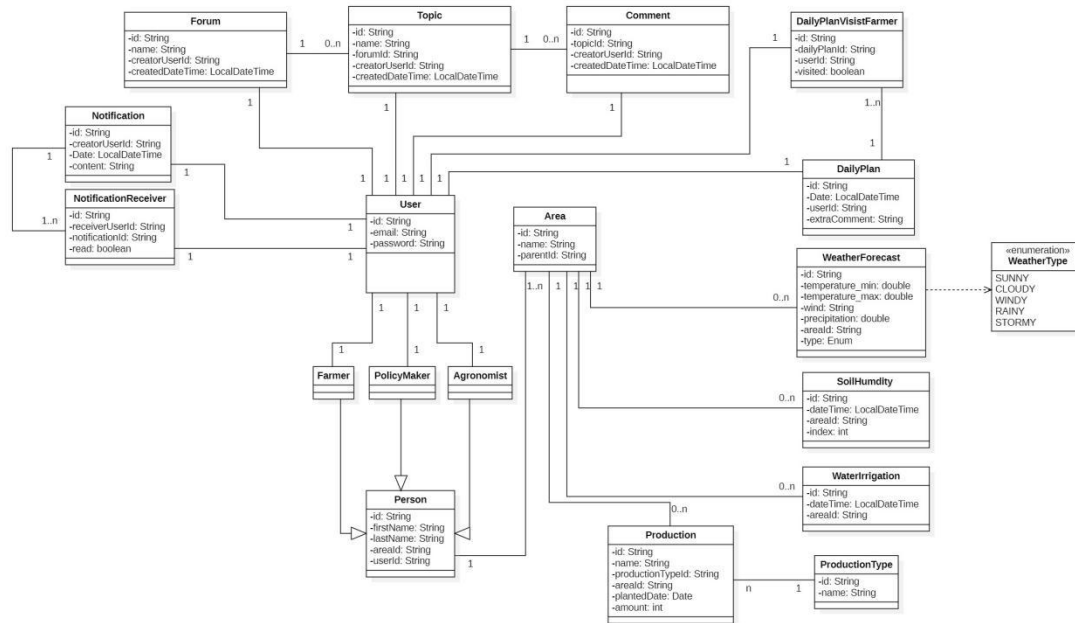 Forum
-id: String
-name: String
-creatorUserId: String
-createdDateTime: LocalDateTime
1
0..n
Topic
-id: String
-name: String
-forumId: String
-creatorUserId: String
-createdDateTime: LocalDateTime
1
0..n
Comment
-id: String
-topicId: String
-creatorUserId: String
-createdDateTime: LocalDateTime
DailyPlanVisistFarmer
-id: String
-dailyPlanId: String
-userId: String
-visited: boolean
1
1
1
1
1..n
1
Notification
-id: String
-creatorUserId: String
-Date: LocalDateTime
-content: String
1
1
NotificationReceiver
-id: String
-receiverUserId: String
-notificationId: String
-read: boolean
1..n
1
1
1
1
1
1
1
1
1
User
-id: String
-email: String
-password: String
1
DailyPlan
-id: String
-Date: LocalDateTime
-userId: String
-extraComment: String
Area
-id: String
-name: String
-parentId: String
1..n
1
1
1
1
WeatherForecast
-id: String
-temperature_min: double
-temperature_max: double
-wind: String
-precipitation: double
-areaId: String
-type: Enum
0..n
«enumeration»
WeatherType
SUNNY
CLOUDY
WINDY
RAINY
STORMY
1
1
1
1
1
1
Farmer
PolicyMaker
Agronomist
SoilHumdity
-id: String
-dateTime: LocalDateTime
-areaId: String
-index: int
0..n
WaterIrrigation
-id: String
-dateTime: LocalDateTime
-areaId: String
0..n
Person
-id: String
-firstName: String
-lastName: String
-areaId: String
-userId: String
1
0..n
Production
-id: String
-name: String
-productionTypeId: String
-areaId: String
-plantedDate: Date
-amount: int
n
1
ProductionType
-id: String
-name: String